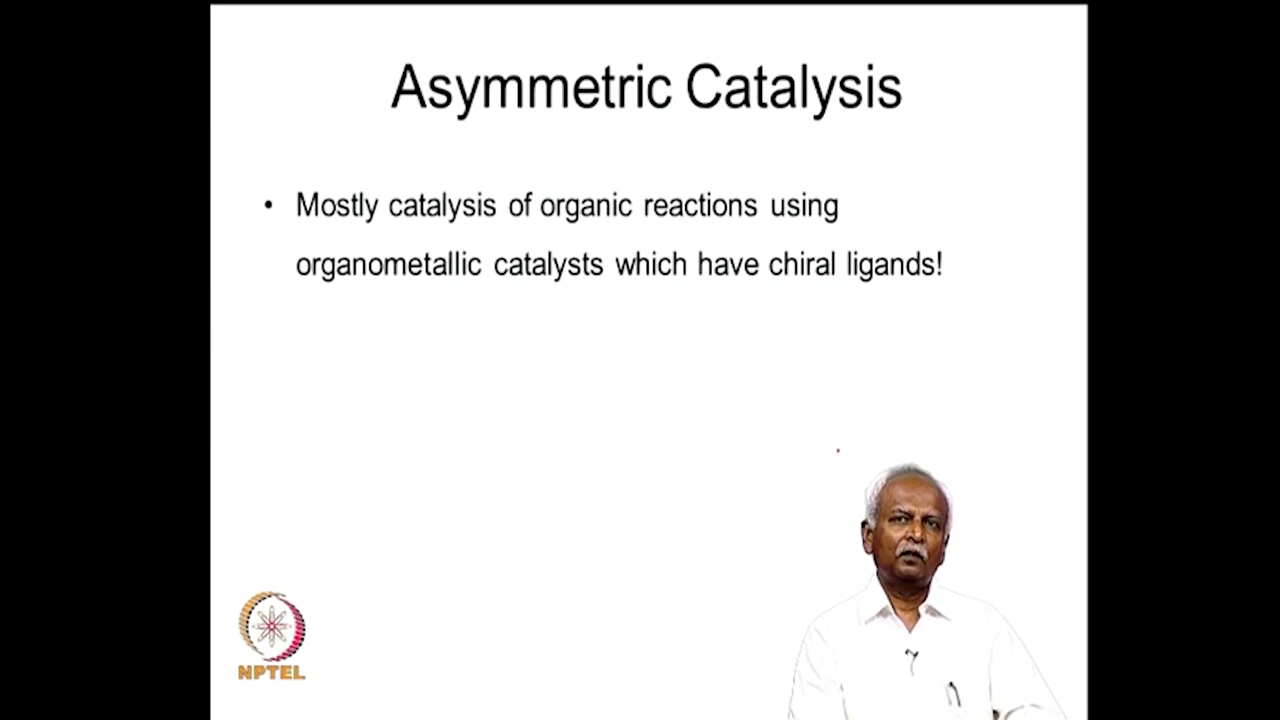 Asymmetric Catalysis
• Mostly catalysis of organic reactions using
organometallic catalysts which have chiral ligands!
NPTEL